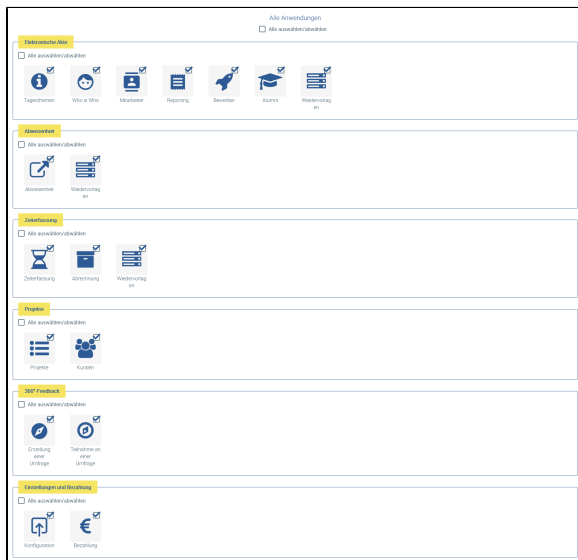 Alle Anwendungen
Alle auswählen/abwählen
Elektronische Akte
Alle auswählen/abwählen
Tagesthemen Who is Who Mitarbeiter Reporting Bewerber Alumni Wiedervorlag
en
Abwesenheit
Alle auswählen/abwählen
Abwesenheit Wiedervorlag
en
Zeiterfassung
Alle auswählen/abwählen
Zeiterfassung Abrechnung Wiedervorlag
en
Projekte
Alle auswählen/abwählen
Projekte Kunden
360°-Feedback
Alle auswählen/abwählen
Erstellung Teilnahme an
einer einer
Umfrage Umfrage
Einstellungen und Bezahlung
Alle auswählen/abwählen
Konfiguration Bezahlung